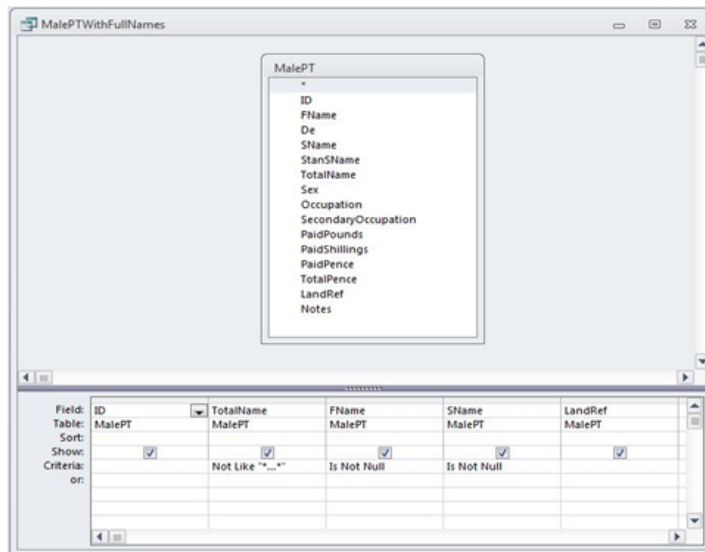 MalePTWithFullNames
MalePT
*
ID
FName
De
SName
StanSName
TotalName
Sex
Occupation
SecondaryOccupation
PaidPounds
PaidShillings
PaidPence
TotalPence
LandRef
Notes
Field: ID TotalName FName SName LandRef
Table: MalePT MalePT MalePT MalePT MalePT
Sort:
Show:
Criteria: Not Like "*...*" Is Not Null Is Not Null
or: